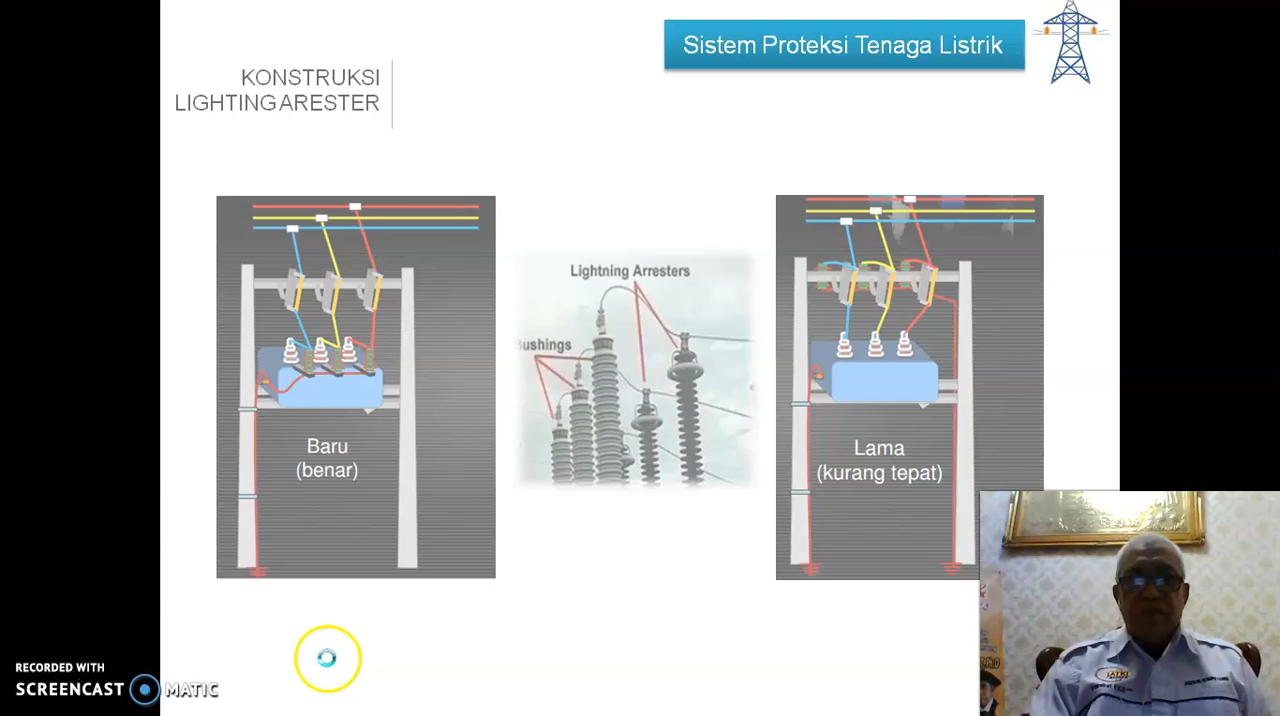 Sistem Proteksi Tenaga Listrik
KONSTRUKSI
LIGHTING ARESTER
Lightning Arresters
Bushings
Baru
(benar)
Lama
(kurang tepat)
RECORDED WITH
SCREENCAST MATIC